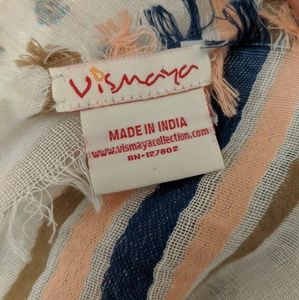 Vismaya
MADE IN INDIA
www.vismayacollection.com
RN-127802